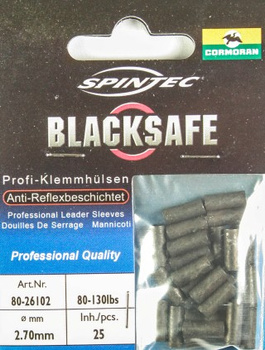 SPINTEC
CORMORAN
BLACKSAFE
Profi-Klemmhülsen
Anti-Reflexbeschichtet
Professional Leader Sleeves
Douilles De Serrage Mannicoti
Professional Quality
Art.Nr.
80-26102 80-130lbs
ø mm Inh./pcs.
2.70mm 25